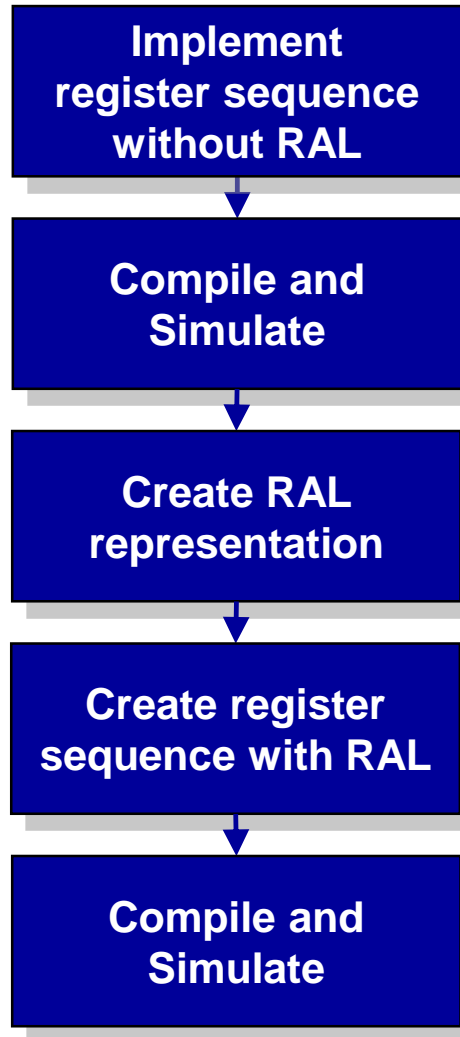 Implement
register sequence
without RAL
Compile and
Simulate
Create RAL
representation
Create register
sequence with RAL
Compile and
Simulate